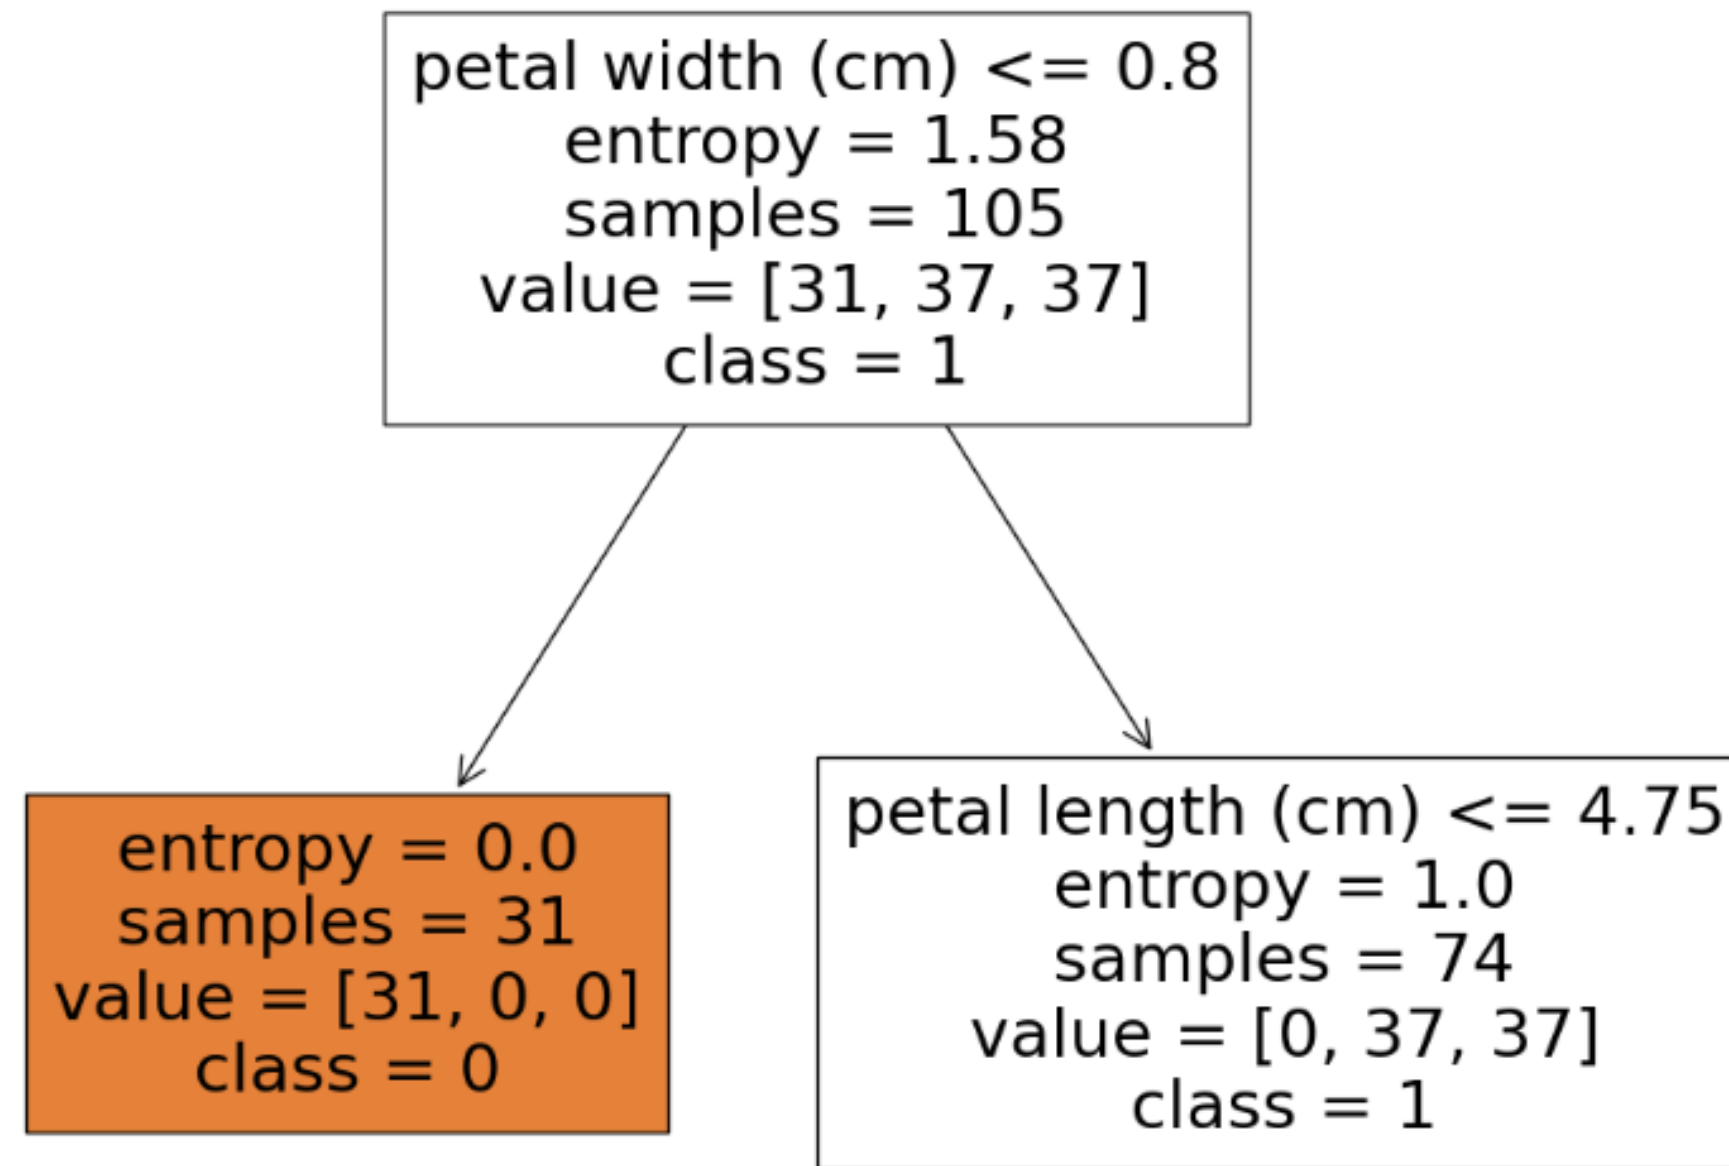 petal width (cm) <= 0.8
entropy = 1.58
samples = 105
value = [31, 37, 37]
class = 1
entropy = 0.0
samples = 31
value = [31, 0, 0]
class = 0
petal length (cm) <= 4.75
entropy = 1.0
samples = 74
value = [0, 37, 37]
class = 1